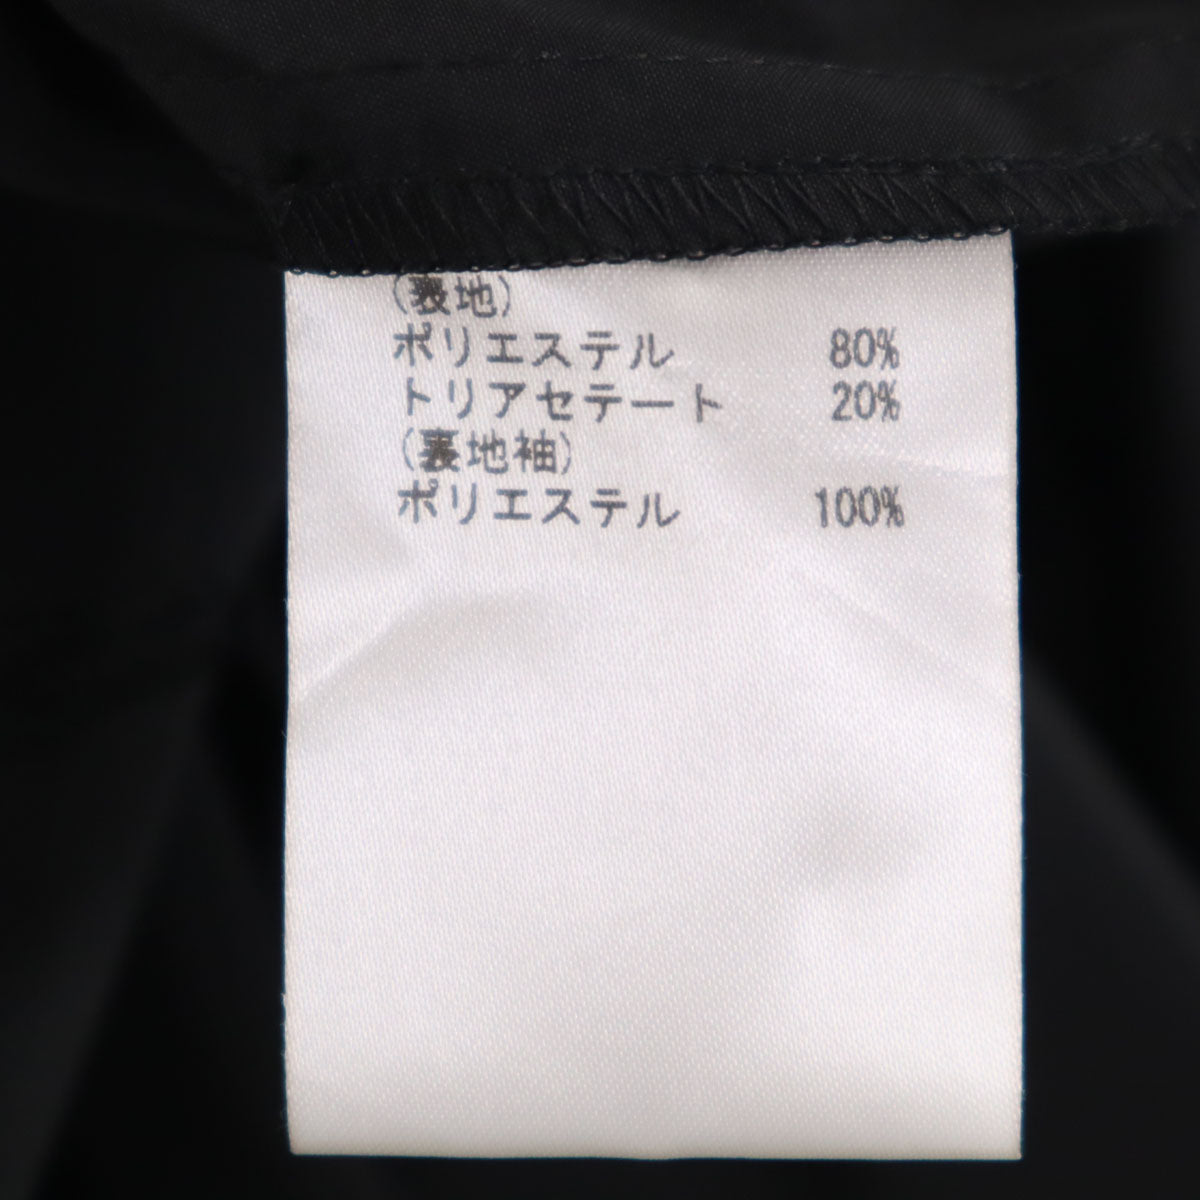 (表地)
ポリエステル 80%
トリアセテート 20%
(裏地袖)
ポリエステル 100%